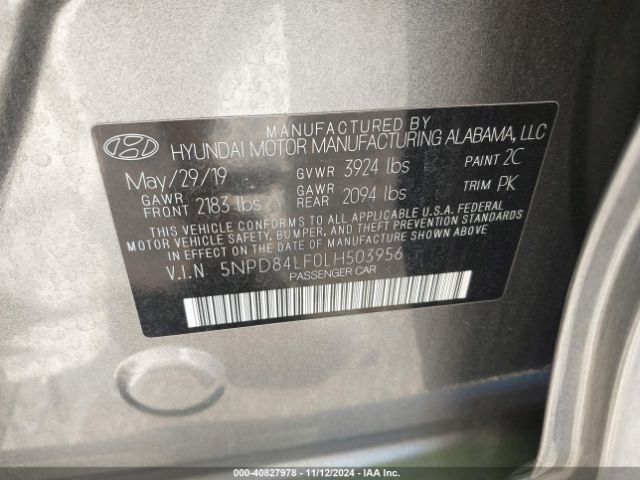 MANUFACTURED BY
HYUNDAI MOTOR MANUFACTURING ALABAMA, LLC
May/29/19 GVWR 3924 lbs PAINT 2C
GAWR FRONT 2183 lbs GAWR REAR 2094 lbs TRIM PK
THIS VEHICLE CONFORMS TO ALL APPLICABLE U.S.A. FEDERAL
MOTOR VEHICLE SAFETY, BUMPER, AND THEFT PREVENTION STANDARDS
IN EFFECT ON THE DATE OF MANUFACTURE SHOWN ABOVE.
V.I.N. 5NPD84LF0LH503956
PASSENGER CAR
000-40827978 - 11/12/2024 - IAA Inc.